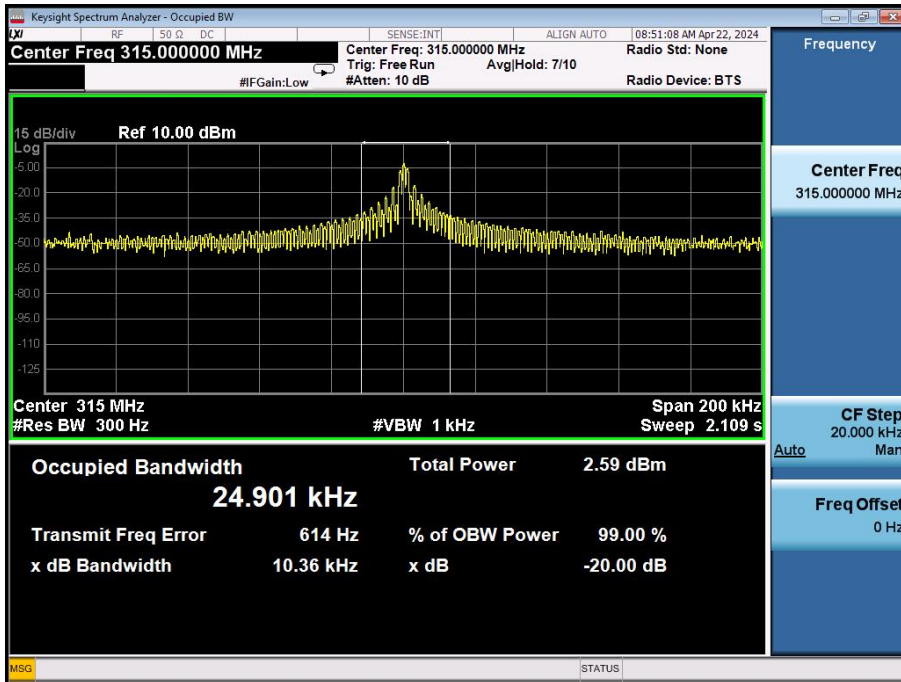 Keysight Spectrum Analyzer - Occupied BW
LXI RF 50 Ω DC SENSE:INT ALIGN AUTO 08:51:08 AM Apr 22, 2024
Center Freq 315.000000 MHz
Center Freq: 315.000000 MHz
Radio Std: None
Trig: Free Run Avg|Hold: 7/10
#IFGain:Low
#Atten: 10 dB
Radio Device: BTS
15 dB/div Ref 10.00 dBm
Log
-5.00
-20.0
-35.0
-50.0
-65.0
-80.0
-95.0
-110
-125
Center 315 MHz Span 200 kHz
#Res BW 300 Hz #VBW 1 kHz Sweep 2.109 s
Occupied Bandwidth Total Power 2.59 dBm
24.901 kHz
Transmit Freq Error 614 Hz % of OBW Power 99.00 %
x dB Bandwidth 10.36 kHz x dB -20.00 dB
MSG STATUS
Frequency
Center Freq
315.000000 MHz
CF Step
20.000 kHz
Auto Man
Freq Offset
0 Hz